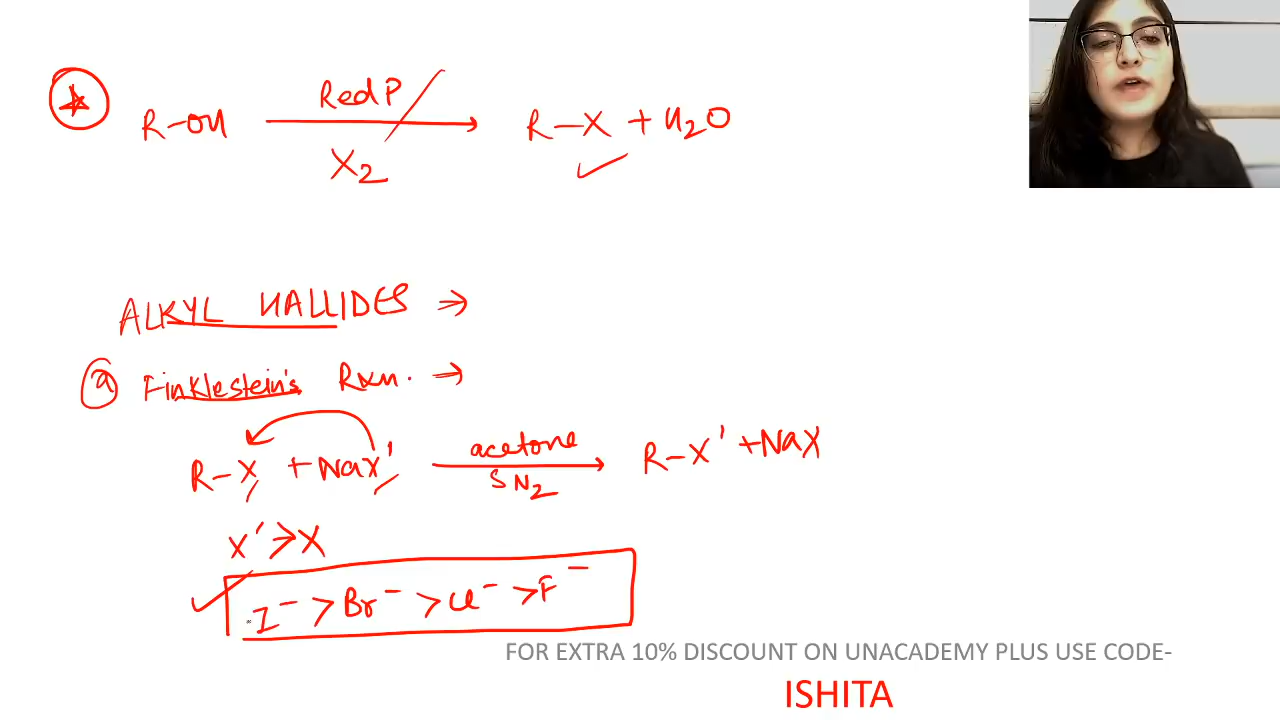 Red P
R-OH → R-X + H2O
X2
ALKYL HALLIDES →
a Finklestein's Rxn. →
R-X + NaX' acetone → R-X' + NaX
SN2
X' > X
I⁻ > Br⁻ > Cl⁻ > F⁻
FOR EXTRA 10% DISCOUNT ON UNACADEMY PLUS USE CODE-
ISHITA